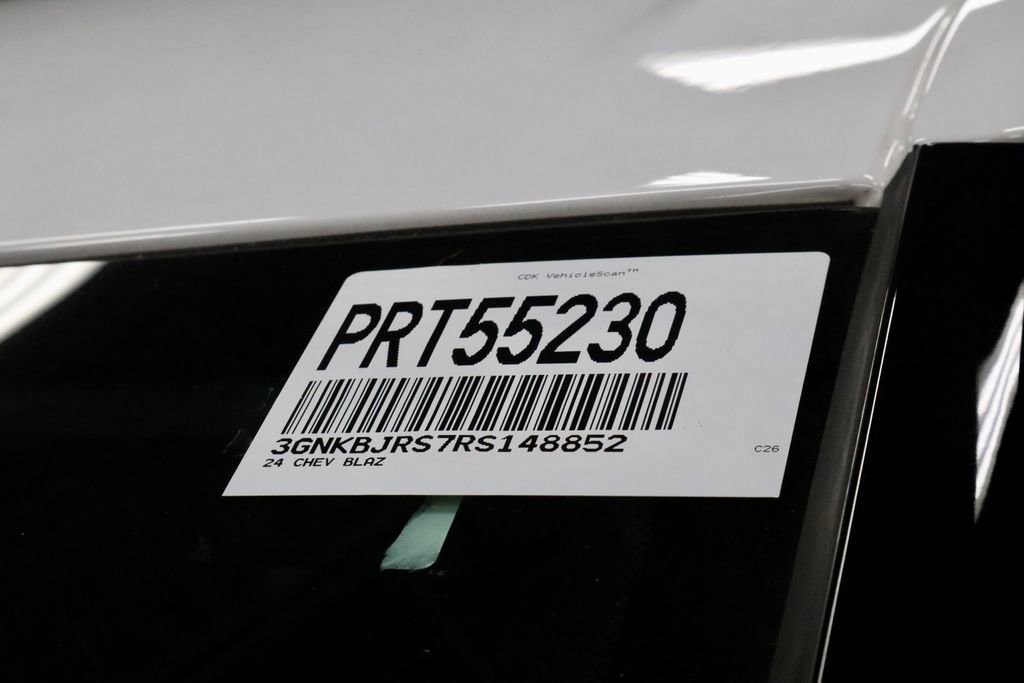 CDK VehicleScan™
PRT55230
3GNKBJRS7RS148852
24 CHEV BLAZ
C26